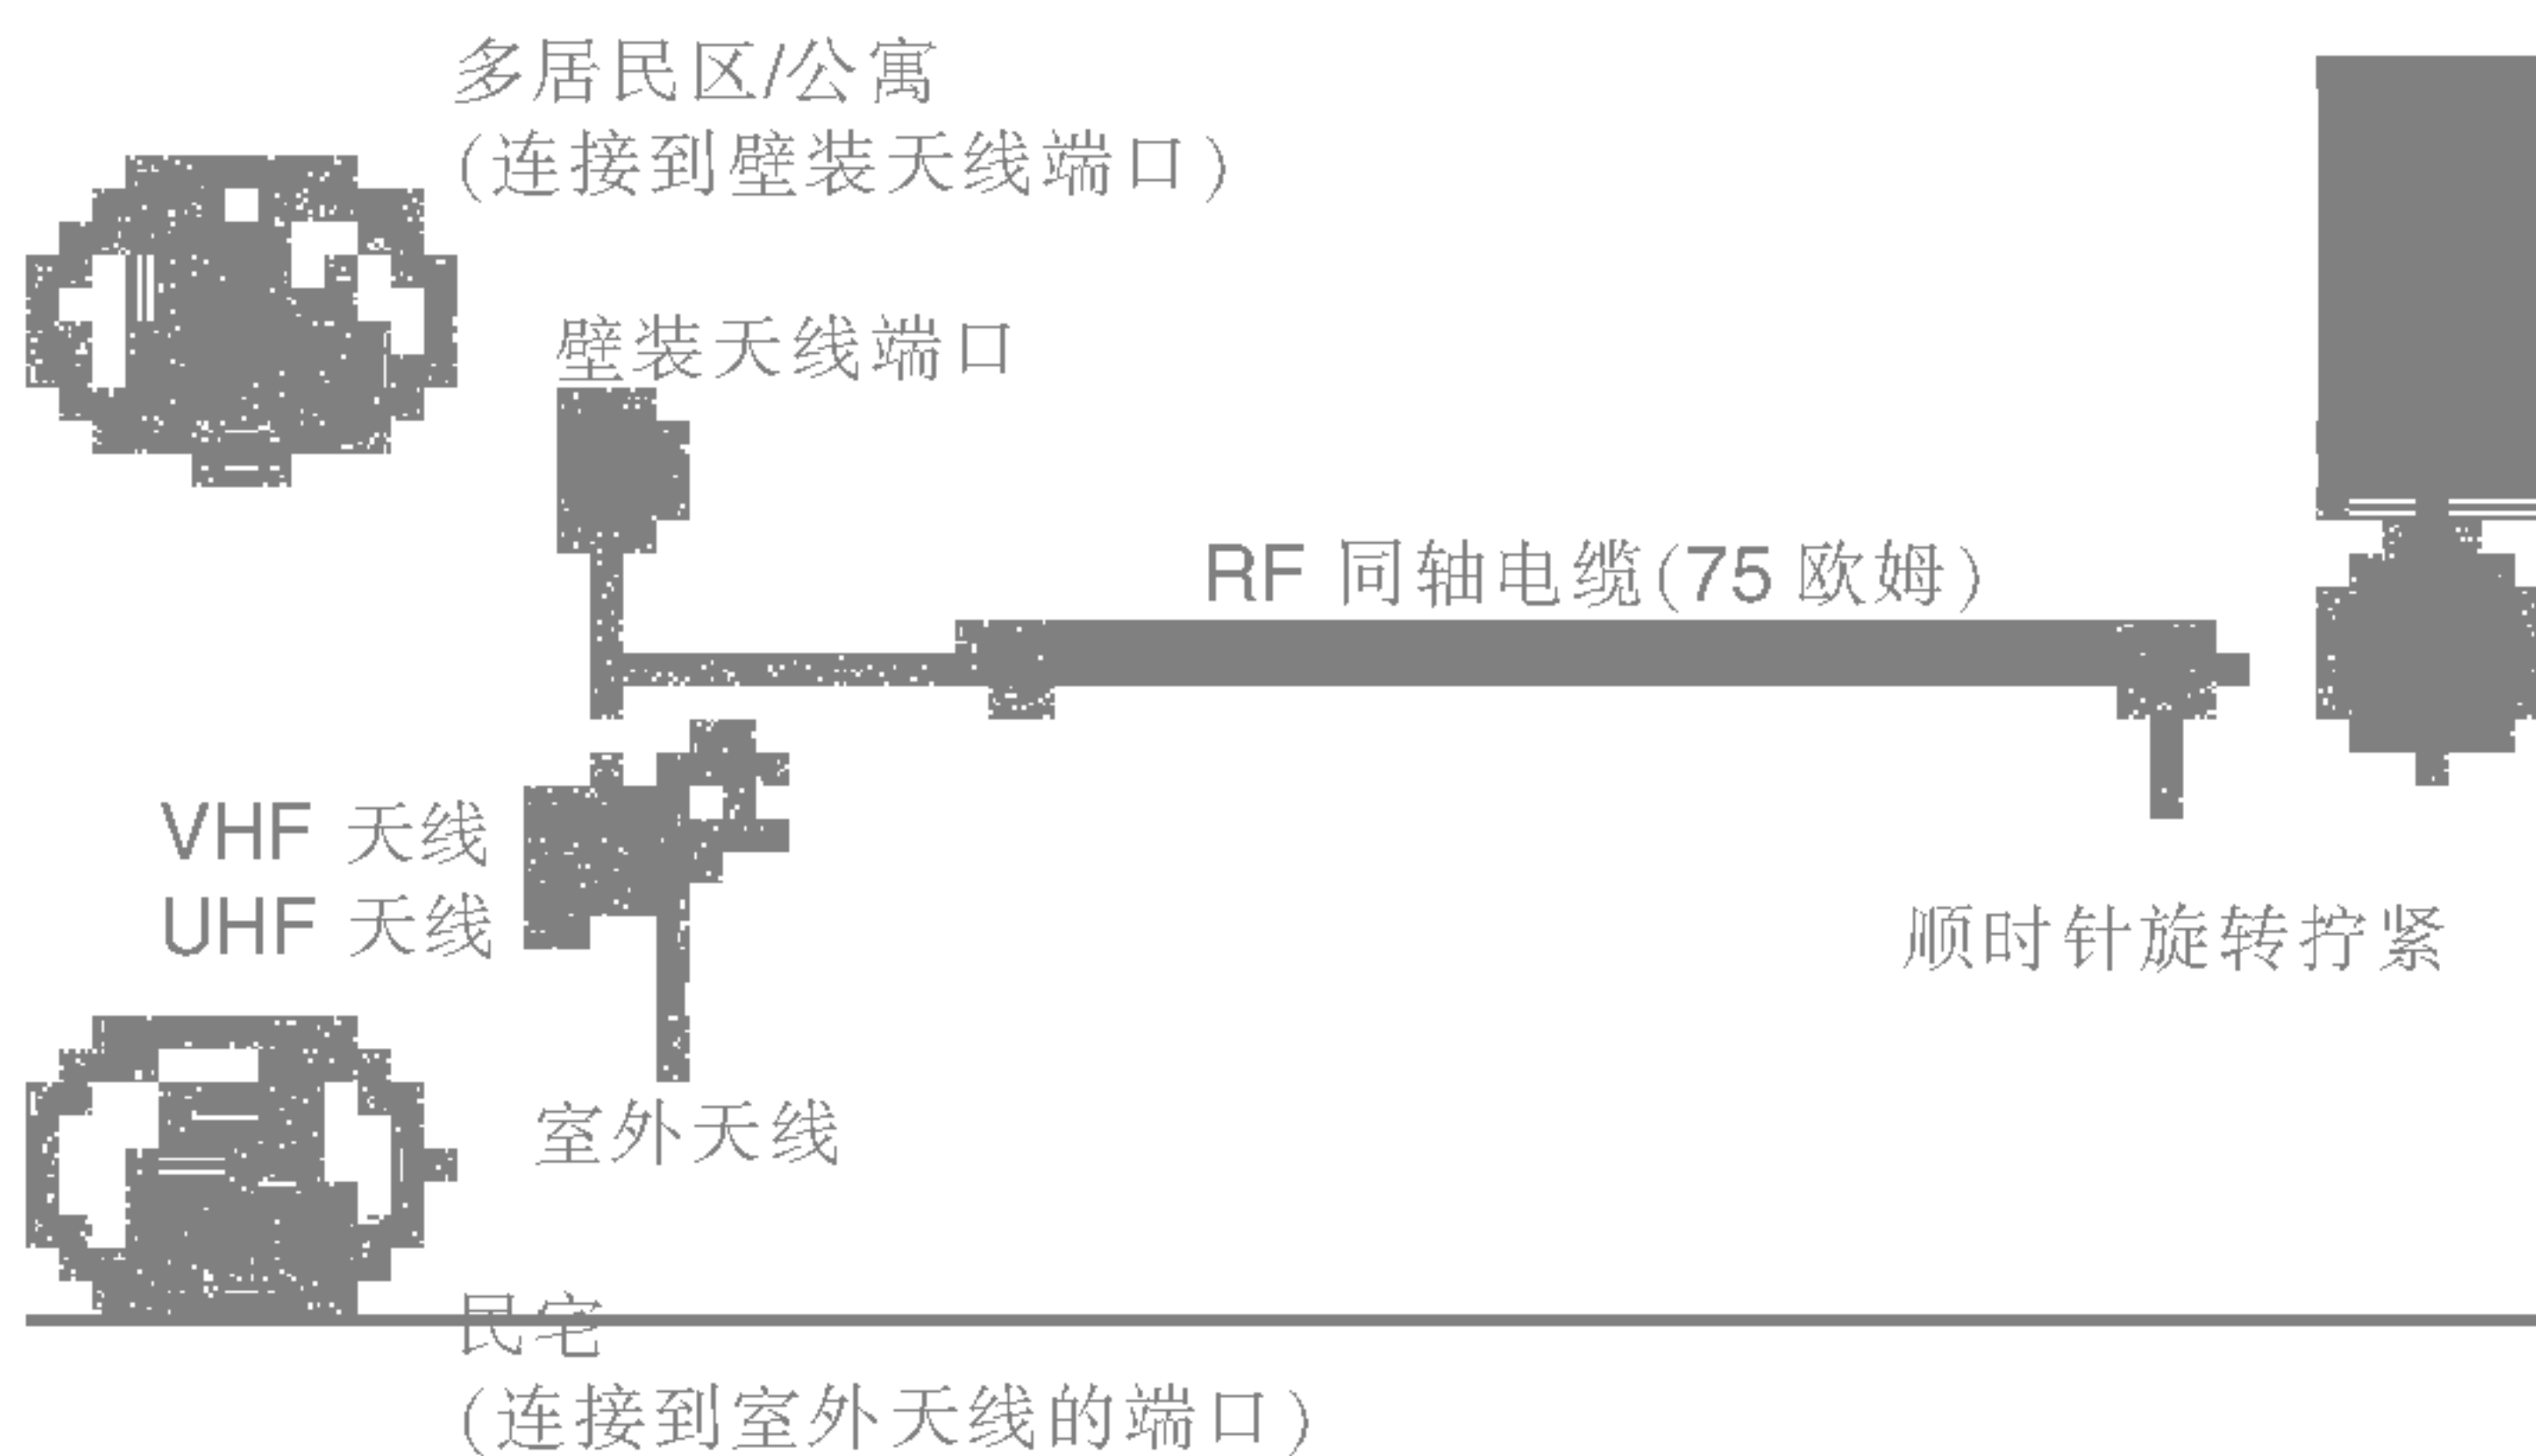 多居民区/公寓
(连接到壁装天线端口)
壁装天线端口
RF 同轴电缆(75 欧姆)
VHF 天线
UHF 天线
顺时针旋转拧紧
室外天线
民宅
(连接到室外天线的端口)